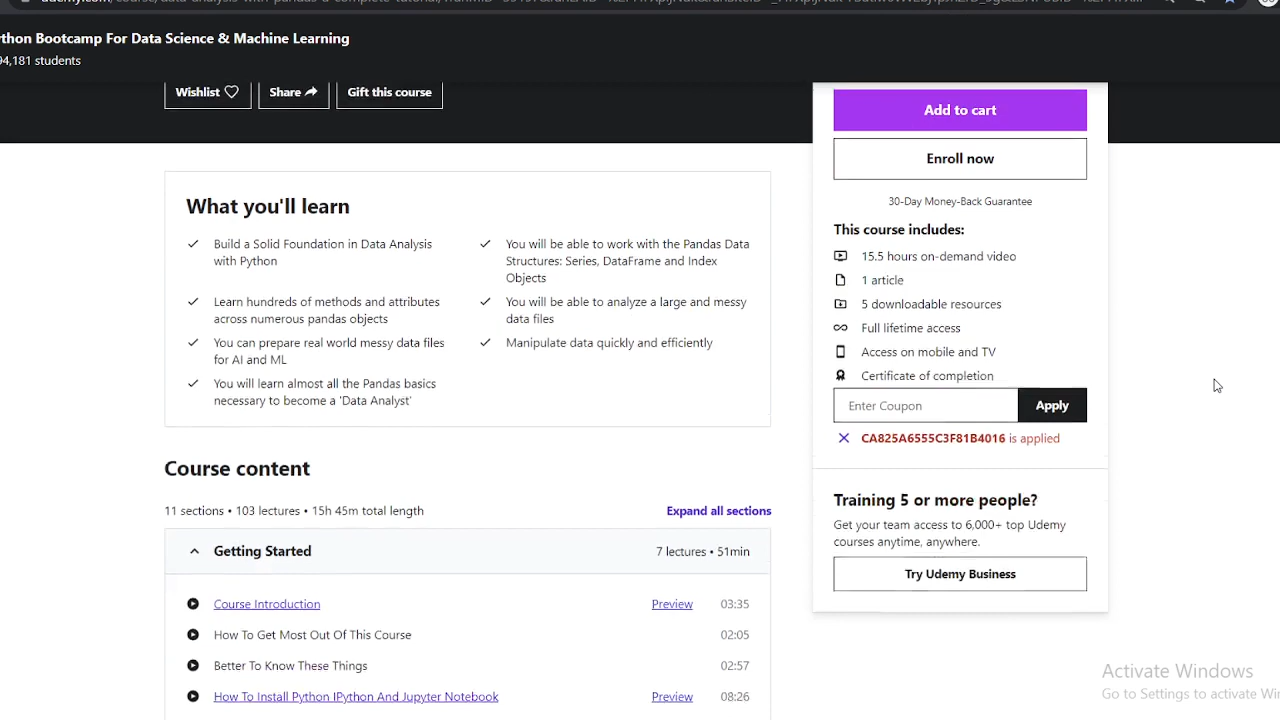 thon Bootcamp For Data Science & Machine Learning
94,181 students
Wishlist
Share
Gift this course
Add to cart
Enroll now
30-Day Money-Back Guarantee
This course includes:
15.5 hours on-demand video
1 article
5 downloadable resources
Full lifetime access
Access on mobile and TV
Certificate of completion
Enter Coupon
Apply
CA825A6555C3F81B4016 is applied
Training 5 or more people?
Get your team access to 6,000+ top Udemy
courses anytime, anywhere.
Try Udemy Business
What you'll learn
Build a Solid Foundation in Data Analysis
with Python
You will be able to work with the Pandas Data
Structures: Series, DataFrame and Index
Objects
Learn hundreds of methods and attributes
across numerous pandas objects
You will be able to analyze a large and messy
data files
You can prepare real world messy data files
for AI and ML
Manipulate data quickly and efficiently
You will learn almost all the Pandas basics
necessary to become a 'Data Analyst'
Course content
11 sections • 103 lectures • 15h 45m total length
Expand all sections
Getting Started
7 lectures • 51min
Course Introduction
Preview
03:35
How To Get Most Out Of This Course
02:05
Better To Know These Things
02:57
How To Install Python IPython And Jupyter Notebook
Preview
08:26
Activate Windows
Go to Settings to activate Win